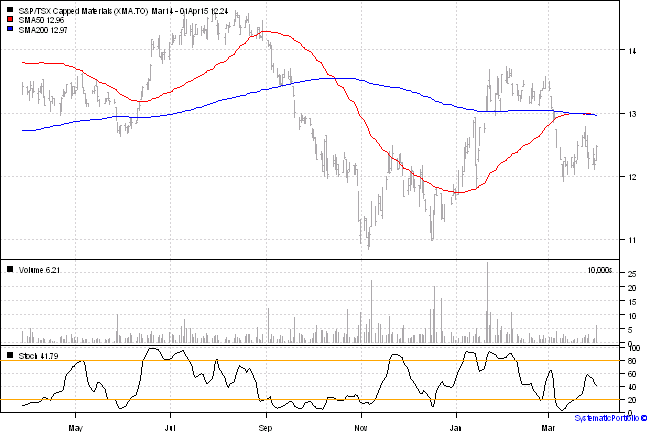 S&P/TSX Capped Materials (XMA.TO) Mar14 - 01Apr15 12.24
SMA50 12.96
SMA200 12.97
14
13
12
11
Volume 6.21
10,000s
25
20
15
10
5
0
Stoch 41.79
100
80
60
40
20
0
May
Jul
Sep
Nov
Jan
Mar
SystematicPortfolio ©